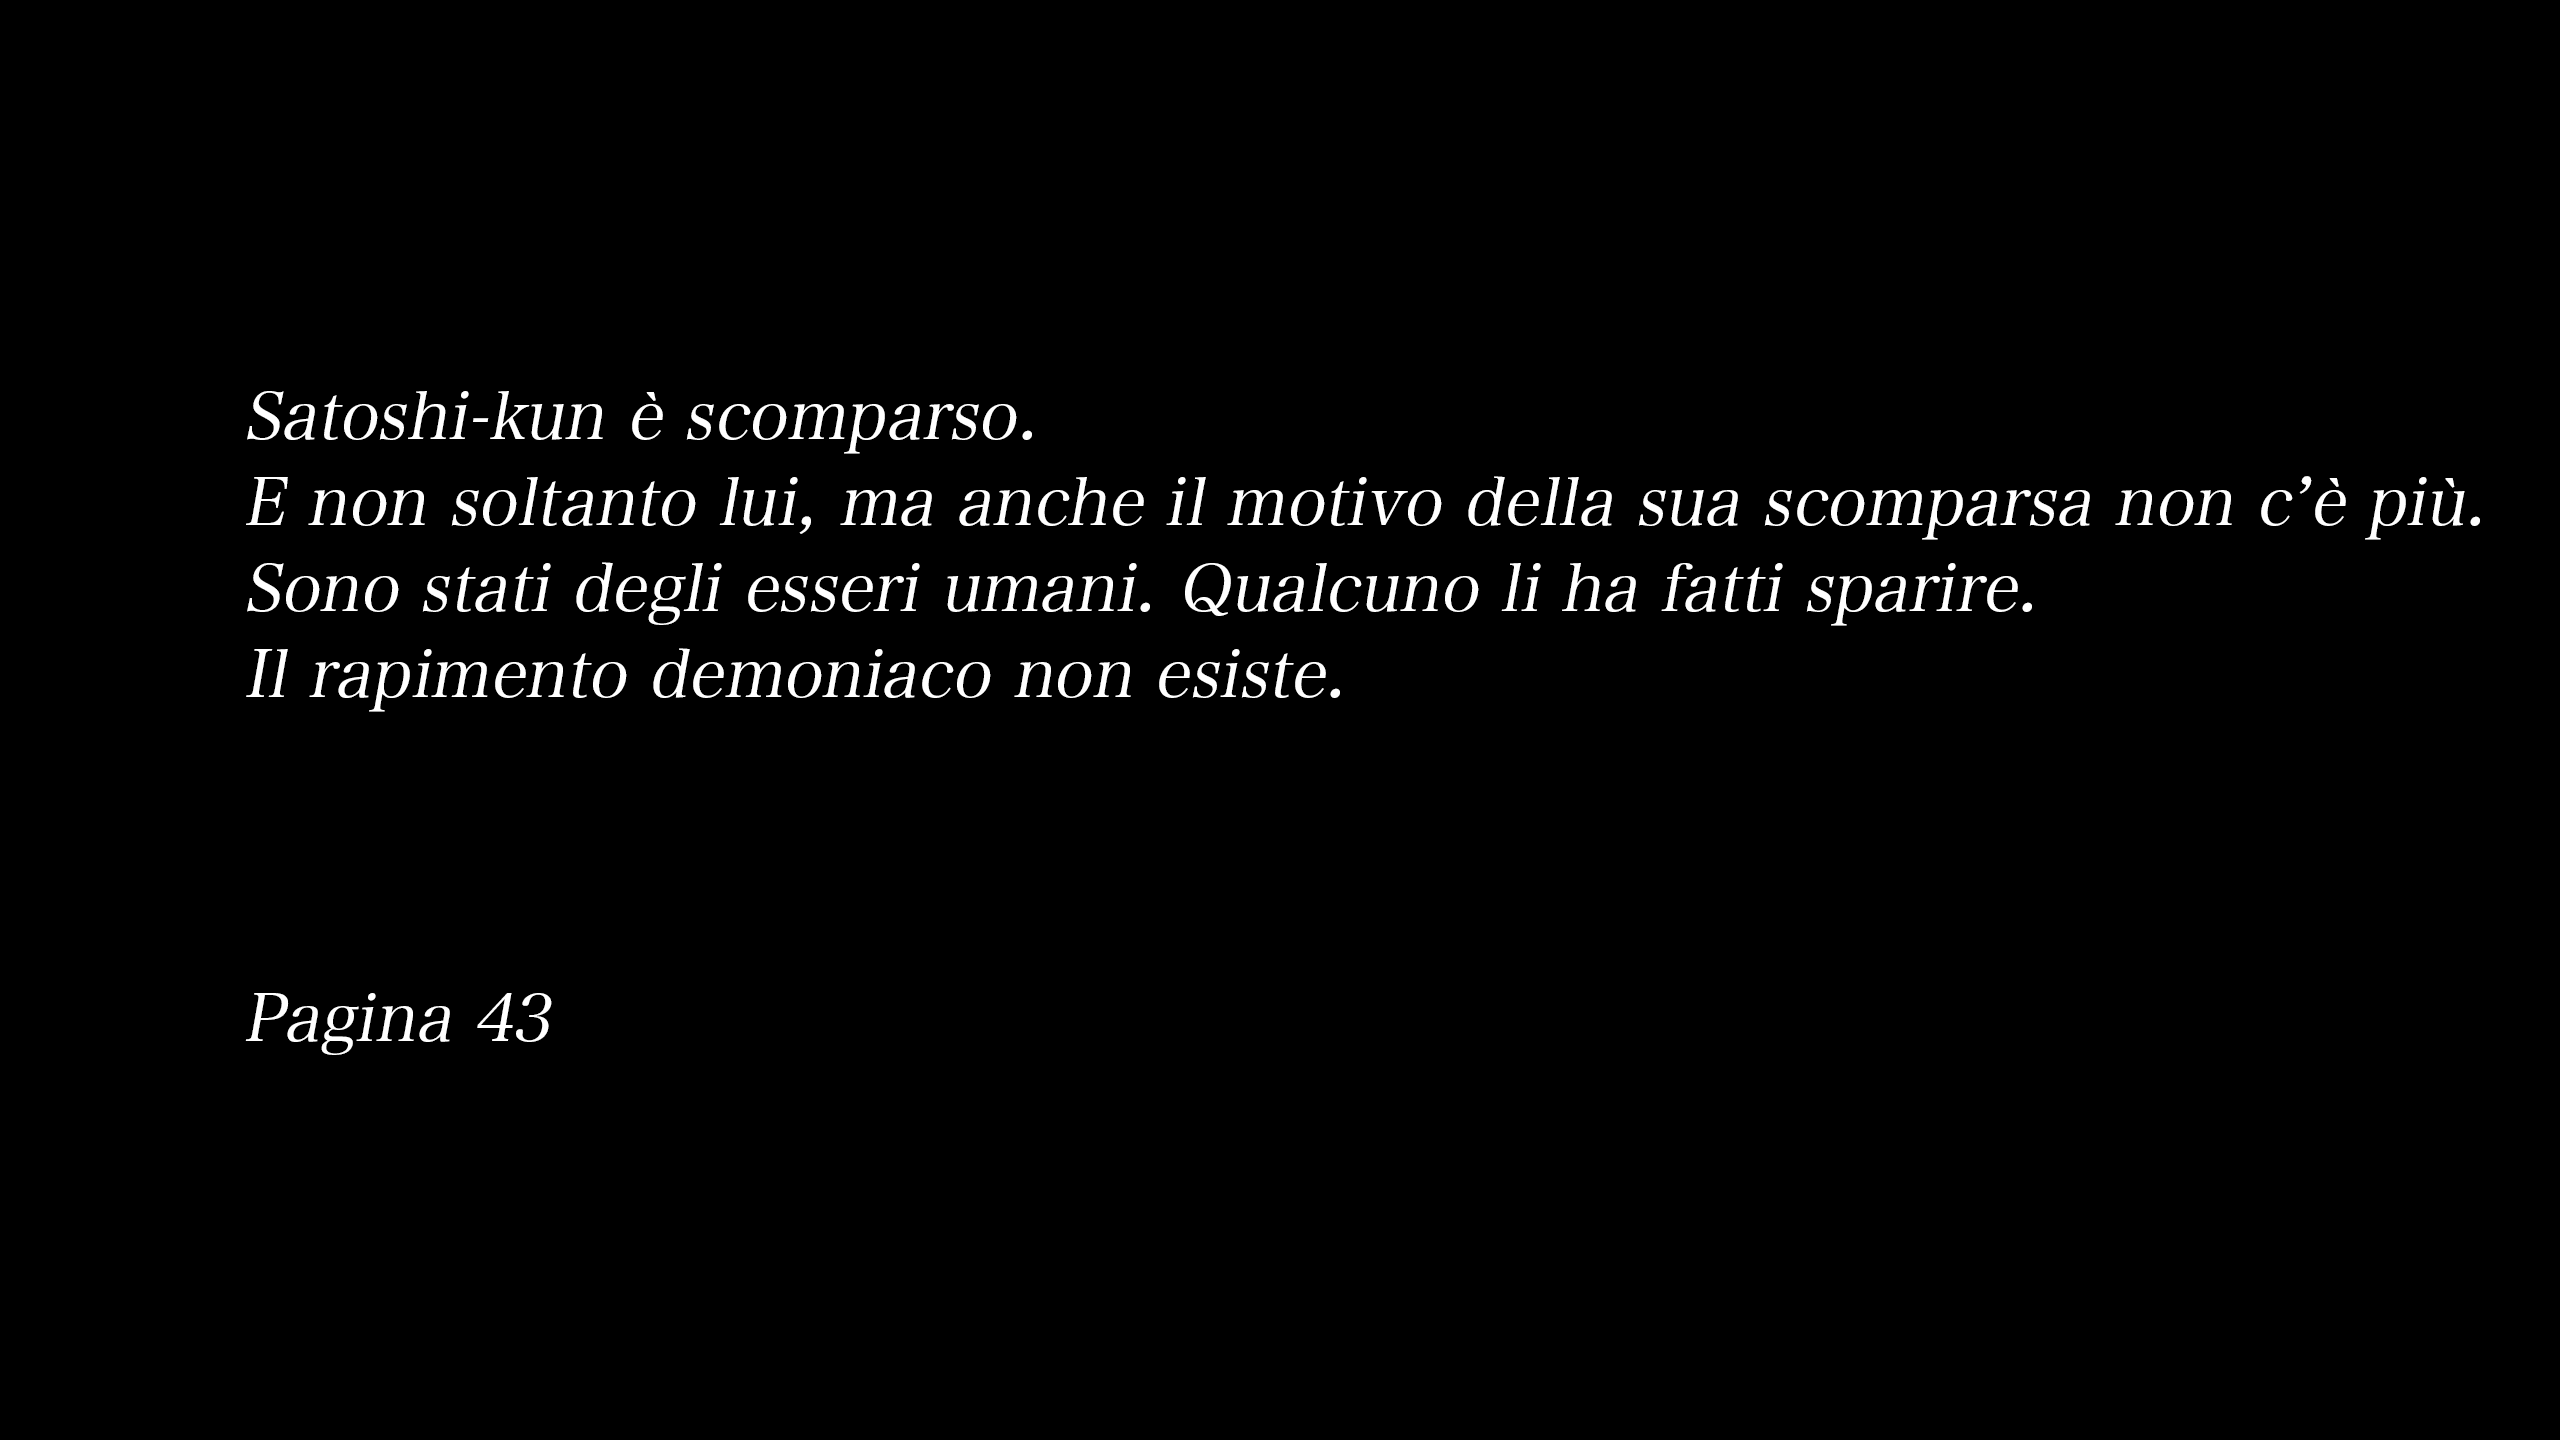 Satoshi-kun è scomparso.
E non soltanto lui, ma anche il motivo della sua scomparsa non c’è più.
Sono stati degli esseri umani. Qualcuno li ha fatti sparire.
Il rapimento demoniaco non esiste.
Pagina 43